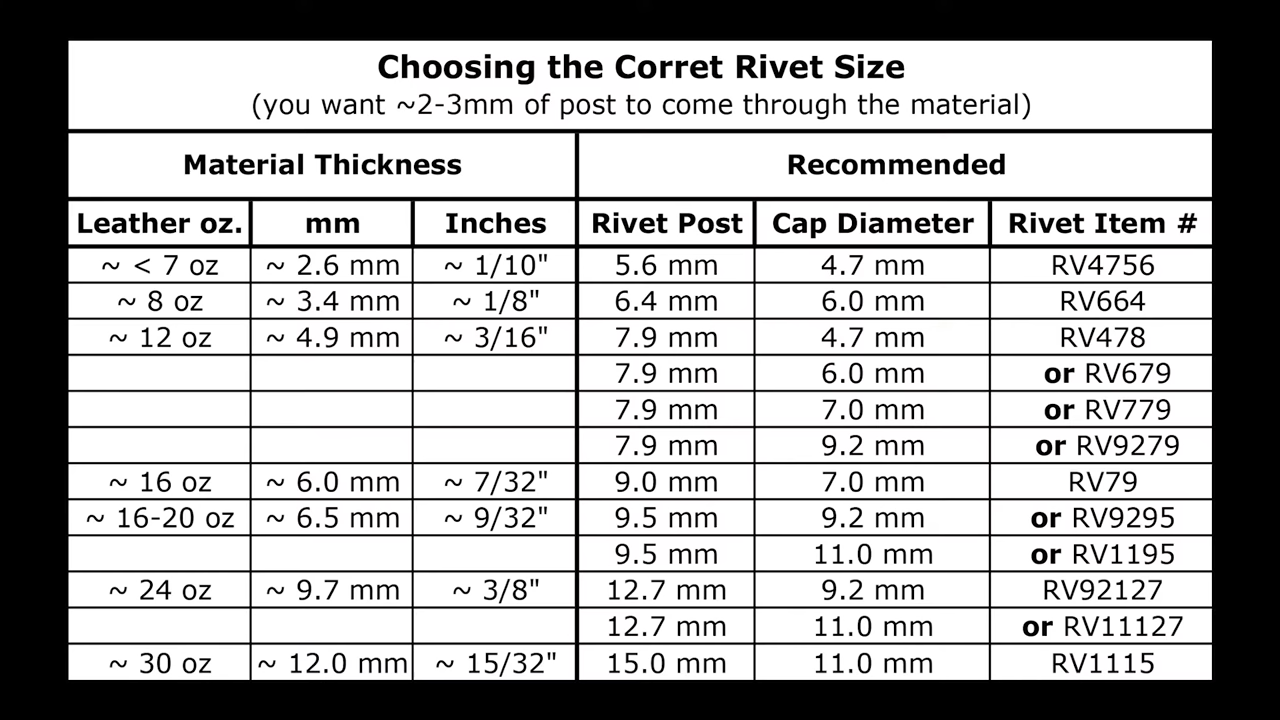 Choosing the Corret Rivet Size
(you want ~2-3mm of post to come through the material)
Material Thickness Recommended
Leather oz. mm Inches Rivet Post Cap Diameter Rivet Item #
~ < 7 oz ~ 2.6 mm ~ 1/10" 5.6 mm 4.7 mm RV4756
~ 8 oz ~ 3.4 mm ~ 1/8" 6.4 mm 6.0 mm RV664
~ 12 oz ~ 4.9 mm ~ 3/16" 7.9 mm 4.7 mm RV478
7.9 mm 6.0 mm or RV679
7.9 mm 7.0 mm or RV779
7.9 mm 9.2 mm or RV9279
~ 16 oz ~ 6.0 mm ~ 7/32" 9.0 mm 7.0 mm RV79
~ 16-20 oz ~ 6.5 mm ~ 9/32" 9.5 mm 9.2 mm or RV9295
9.5 mm 11.0 mm or RV1195
~ 24 oz ~ 9.7 mm ~ 3/8" 12.7 mm 9.2 mm RV92127
12.7 mm 11.0 mm or RV11127
~ 30 oz ~ 12.0 mm ~ 15/32" 15.0 mm 11.0 mm RV1115